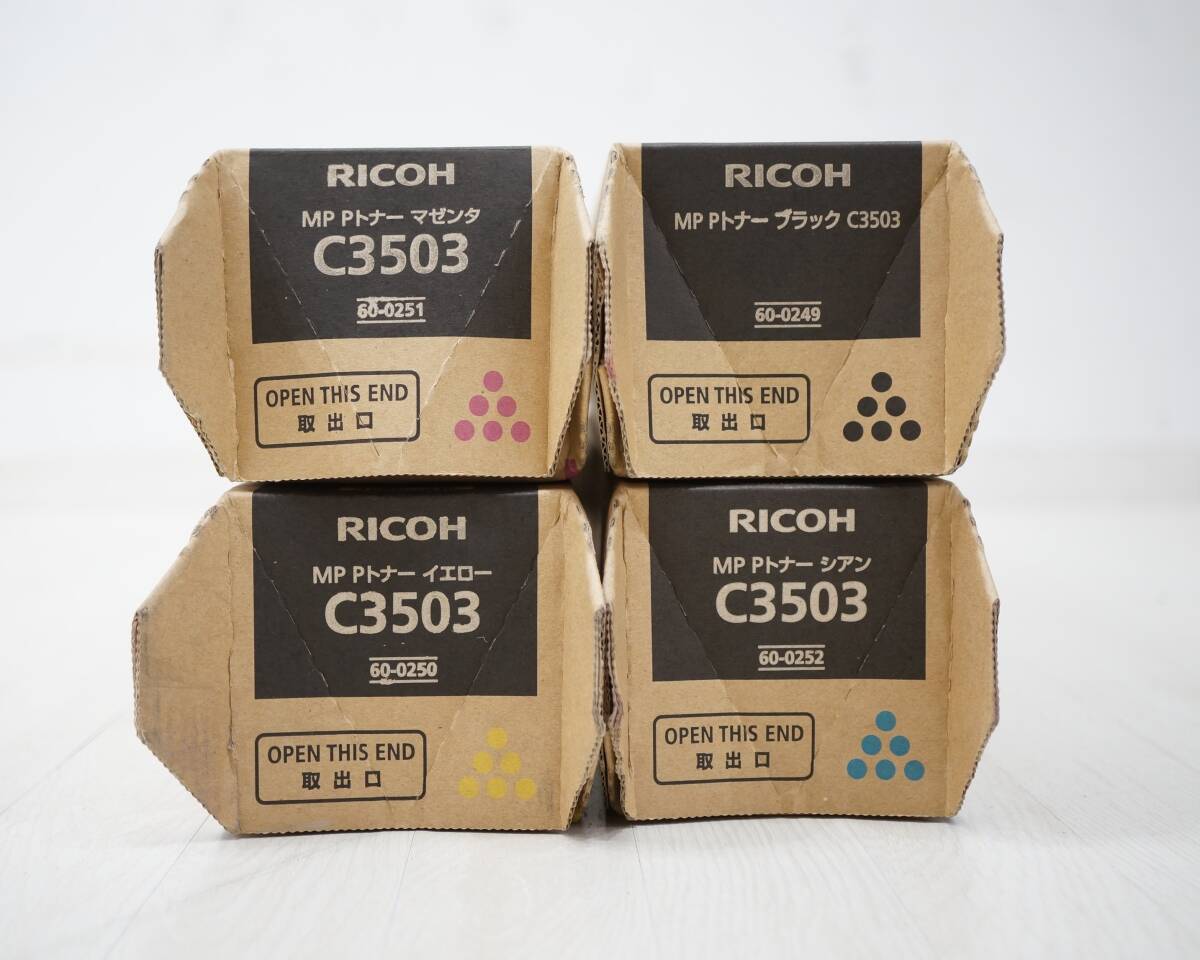 RICOH
MP Pトナー マゼンタ
C3503
60-0251
OPEN THIS END
取出口
RICOH
MP Pトナー ブラック C3503
60-0249
OPEN THIS END
取出口
RICOH
MP Pトナー イエロー
C3503
60-0250
OPEN THIS END
取出口
RICOH
MP Pトナー シアン
C3503
60-0252
OPEN THIS END
取出口